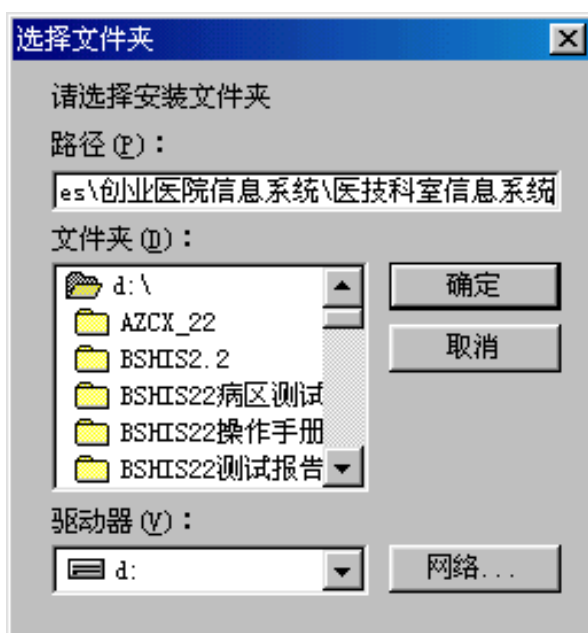 选择文件夹
请选择安装文件夹
路径(P):
es\创业医院信息系统\医技科室信息系统
文件夹(D):
d:\
确定
AZCX_22
BSHIS2.2
取消
BSHIS22病区测试
BSHIS22操作手册
BSHIS22测试报告
驱动器(V):
d:
网络...